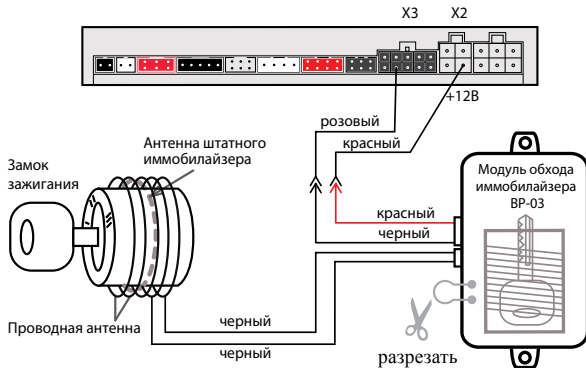 X3 X2
+12В
розовый
красный
Антенна штатного
иммобилайзера
Замок
зажигания
Модуль обхода
иммобилайзера
ВР-03
красный
черный
Проводная антенна
черный
черный
разрезать